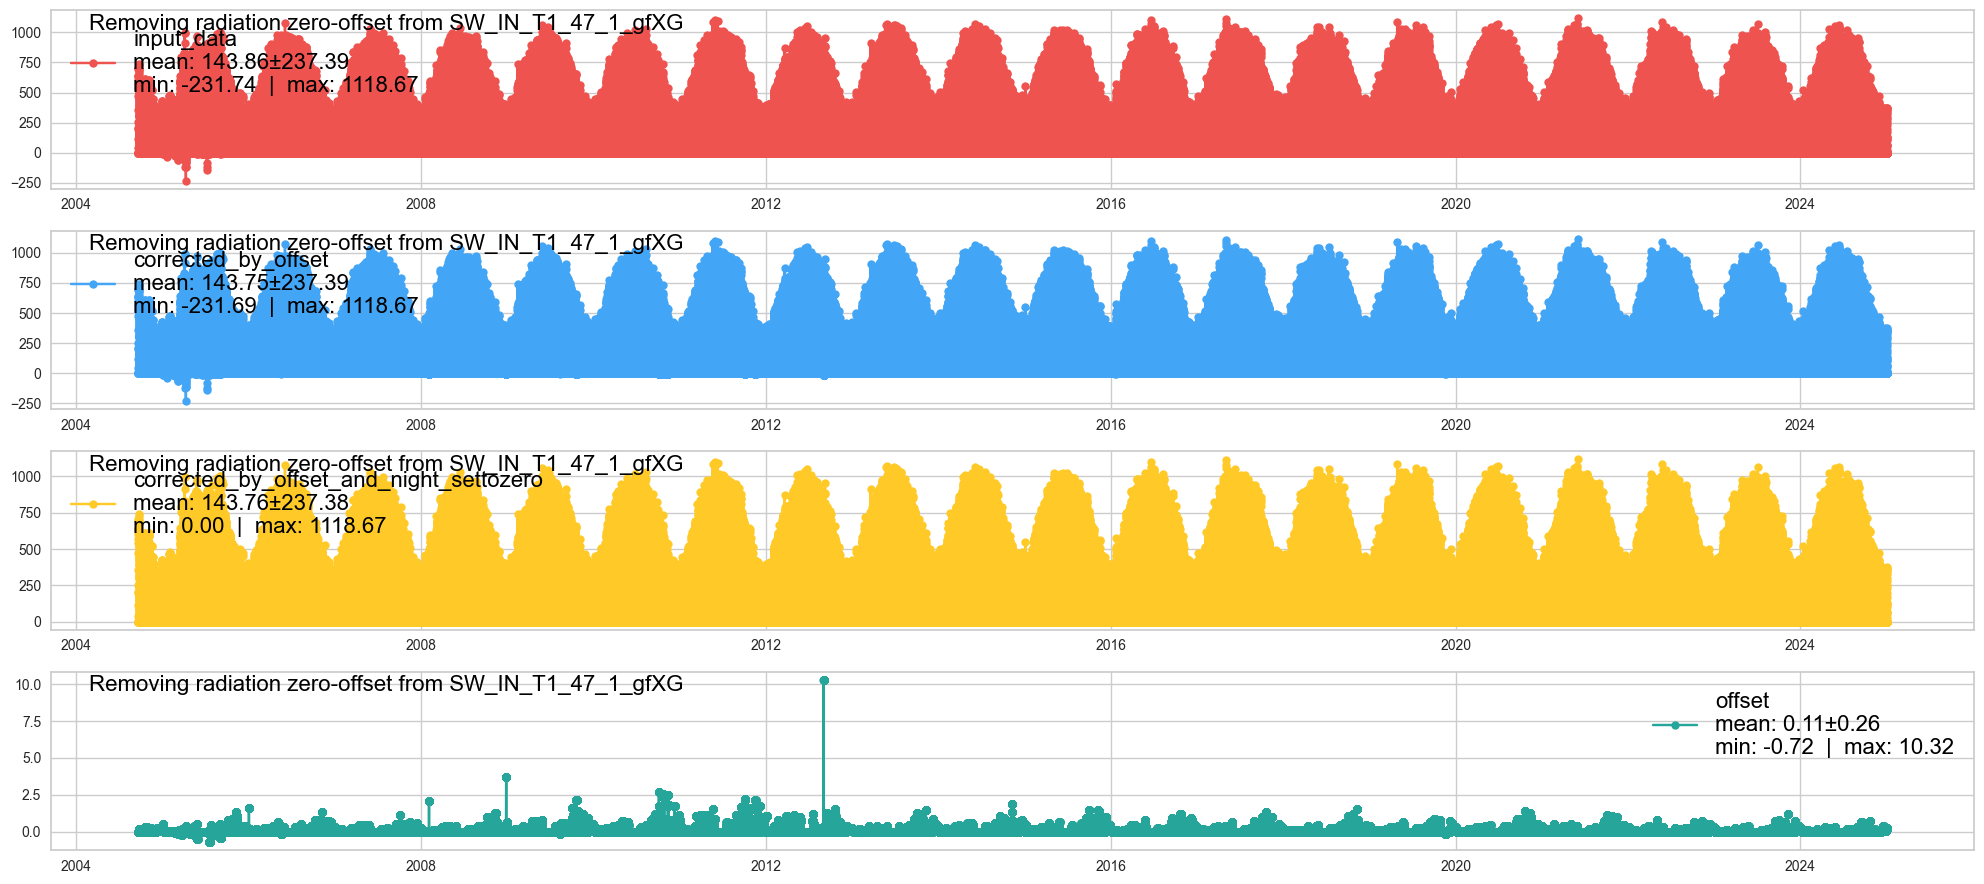 Removing radiation zero-offset from SW_IN_T1_47_1_gfXG
input_data
mean: 143.86±237.39
min: -231.74 | max: 1118.67
1000
750
500
250
0
−250
2004 2008 2012 2016 2020 2024
Removing radiation zero-offset from SW_IN_T1_47_1_gfXG
corrected_by_offset
mean: 143.75±237.39
min: -231.69 | max: 1118.67
1000
750
500
250
0
−250
2004 2008 2012 2016 2020 2024
Removing radiation zero-offset from SW_IN_T1_47_1_gfXG
corrected_by_offset_and_night_settozero
mean: 143.76±237.38
min: 0.00 | max: 1118.67
1000
750
500
250
0
2004 2008 2012 2016 2020 2024
Removing radiation zero-offset from SW_IN_T1_47_1_gfXG
offset
mean: 0.11±0.26
min: -0.72 | max: 10.32
10.0
7.5
5.0
2.5
0.0
2004 2008 2012 2016 2020 2024